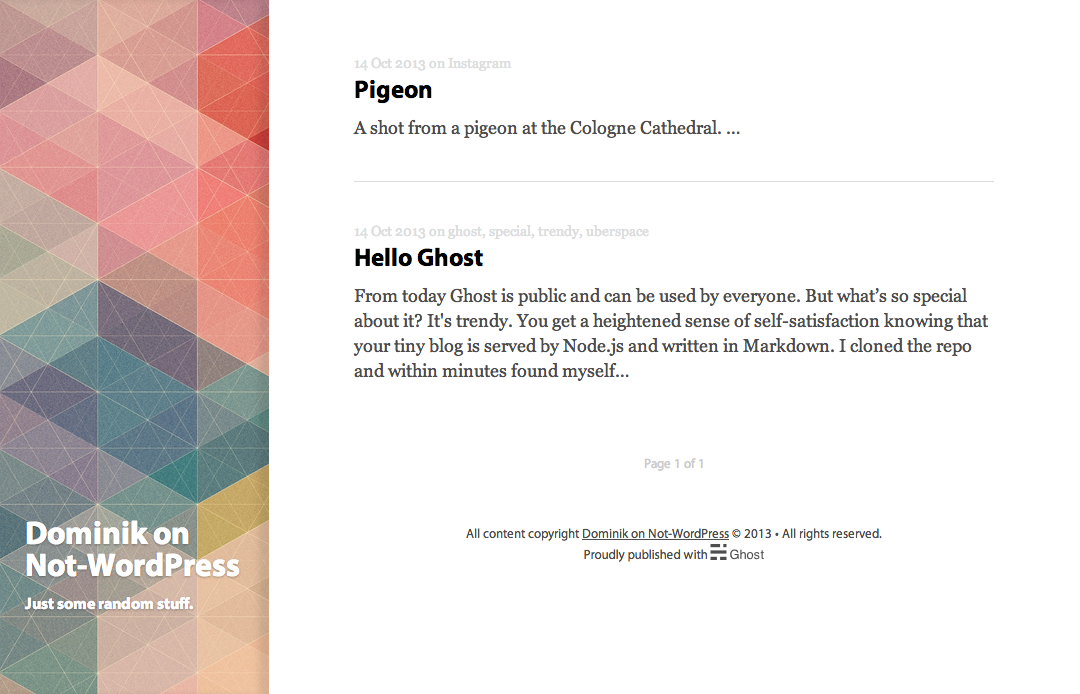 14 Oct 2013 on Instagram
Pigeon
A shot from a pigeon at the Cologne Cathedral. ...
14 Oct 2013 on ghost, special, trendy, uberspace
Hello Ghost
From today Ghost is public and can be used by everyone. But what’s so special
about it? It's trendy. You get a heightened sense of self-satisfaction knowing that
your tiny blog is served by Node.js and written in Markdown. I cloned the repo
and within minutes found myself...
Page 1 of 1
Dominik on
Not-WordPress
Just some random stuff.
All content copyright Dominik on Not-WordPress © 2013 • All rights reserved.
Proudly published with Ghost